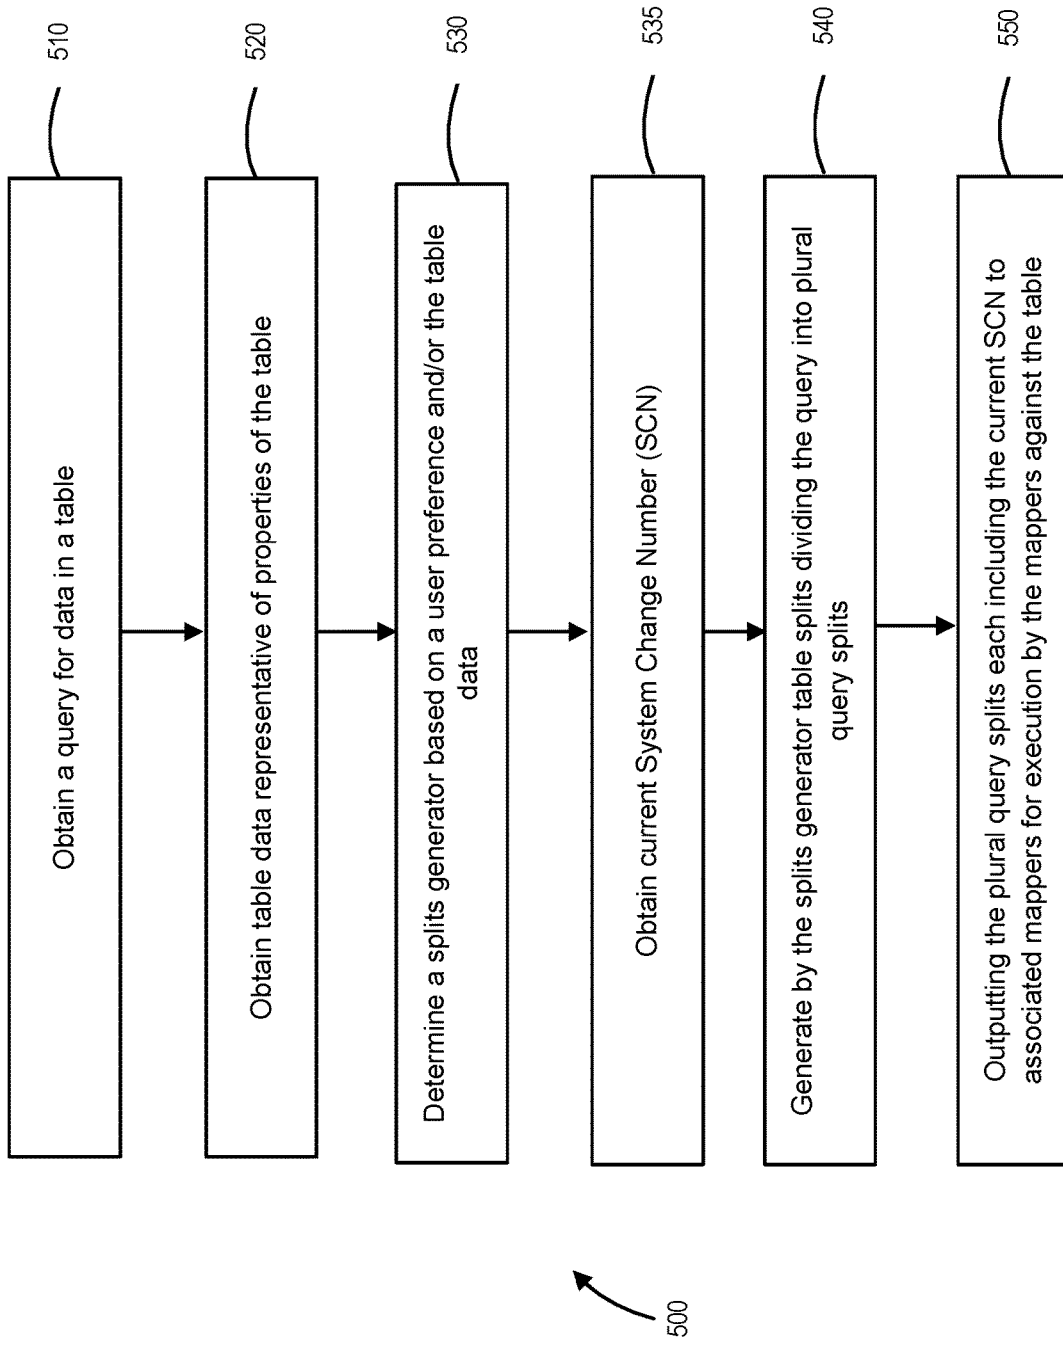 510
Obtain a query for data in a table
520
Obtain table data representative of properties of the table
530
Determine a splits generator based on a user preference and/or the table
data
535
Obtain current System Change Number (SCN)
540
Generate by the splits generator table splits dividing the query into plural
query splits
550
Outputting the plural query splits each including the current SCN to
associated mappers for execution by the mappers against the table
500